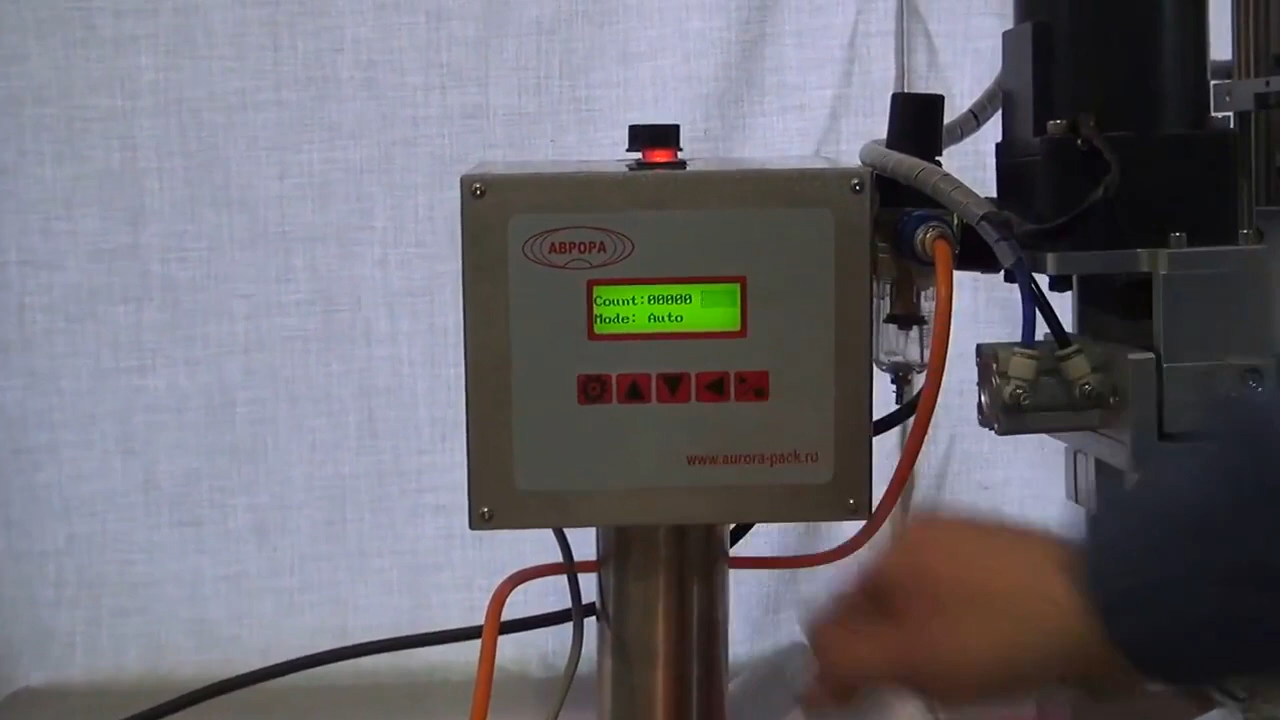 АВРОРА
Count:00000
Mode: Auto
www.aurora-pack.ru